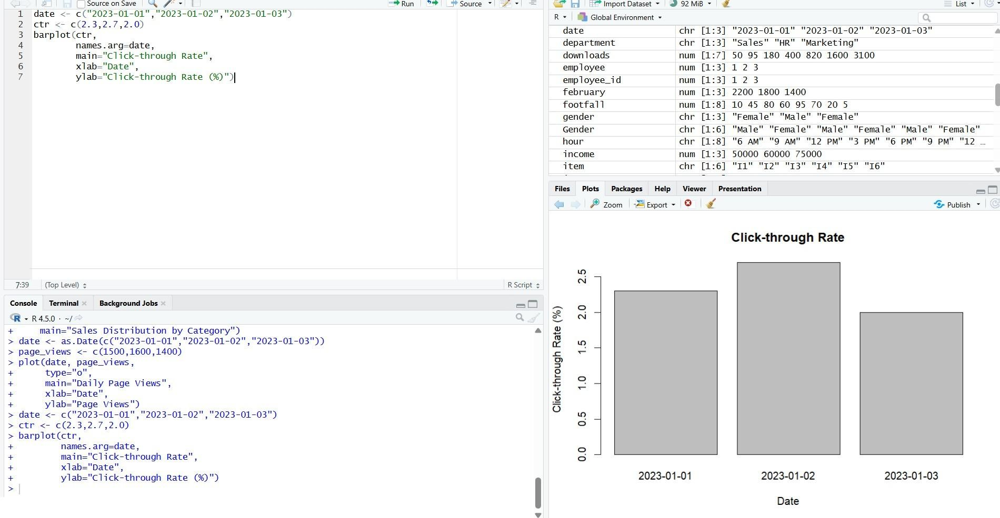 Source on Save
Run
Source
1 date <- c("2023-01-01","2023-01-02","2023-01-03")
2 ctr <- c(2.3,2.7,2.0)
3 barplot(ctr,
4 names.arg=date,
5 main="Click-through Rate",
6 xlab="Date",
7 ylab="Click-through Rate (%)")
7:39 (Top Level) R Script
Console Terminal Background Jobs
R 4.5.0 · ~/
+ main="Sales Distribution by Category")
> date <- as.Date(c("2023-01-01","2023-01-02","2023-01-03"))
> page_views <- c(1500,1600,1400)
> plot(date, page_views,
+ type="o",
+ main="Daily Page Views",
+ xlab="Date",
+ ylab="Page Views")
> date <- c("2023-01-01","2023-01-02","2023-01-03")
> ctr <- c(2.3,2.7,2.0)
> barplot(ctr,
+ names.arg=date,
+ main="Click-through Rate",
+ xlab="Date",
+ ylab="Click-through Rate (%)")
>
Import Dataset 92 MiB List
R Global Environment
date chr [1:3] "2023-01-01" "2023-01-02" "2023-01-03"
department chr [1:3] "Sales" "HR" "Marketing"
downloads num [1:7] 50 95 180 400 820 1600 3100
employee num [1:3] 1 2 3
employee_id num [1:3] 1 2 3
february num [1:3] 2200 1800 1400
footfall num [1:8] 10 45 80 60 95 70 20 5
gender chr [1:3] "Female" "Male" "Female"
Gender chr [1:6] "Male" "Female" "Male" "Female" "Male" "Female"
hour chr [1:8] "6 AM" "9 AM" "12 PM" "3 PM" "6 PM" "9 PM" "12 …
income num [1:3] 50000 60000 75000
item chr [1:6] "I1" "I2" "I3" "I4" "I5" "I6"
Files Plots Packages Help Viewer Presentation
Zoom Export Publish
Click-through Rate
Click-through Rate (%)
2.5
2.0
1.5
1.0
0.5
0.0
2023-01-01 2023-01-02 2023-01-03
Date